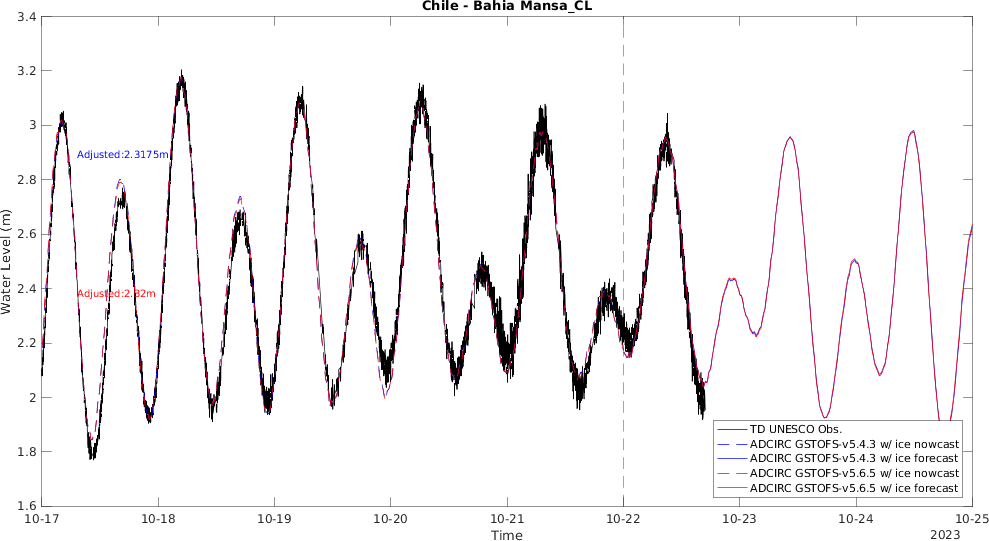 Chile - Bahia Mansa_CL
3.4
3.2
3
2.8
2.6
2.4
2.2
2
1.8
1.6
Water Level (m)
Adjusted:2.3175m
Adjusted:2.32m
TD UNESCO Obs.
ADCIRC GSTOFS-v5.4.3 w/ ice nowcast
ADCIRC GSTOFS-v5.4.3 w/ ice forecast
ADCIRC GSTOFS-v5.6.5 w/ ice nowcast
ADCIRC GSTOFS-v5.6.5 w/ ice forecast
10-17 10-18 10-19 10-20 10-21 10-22 10-23 10-24 10-25
Time
2023